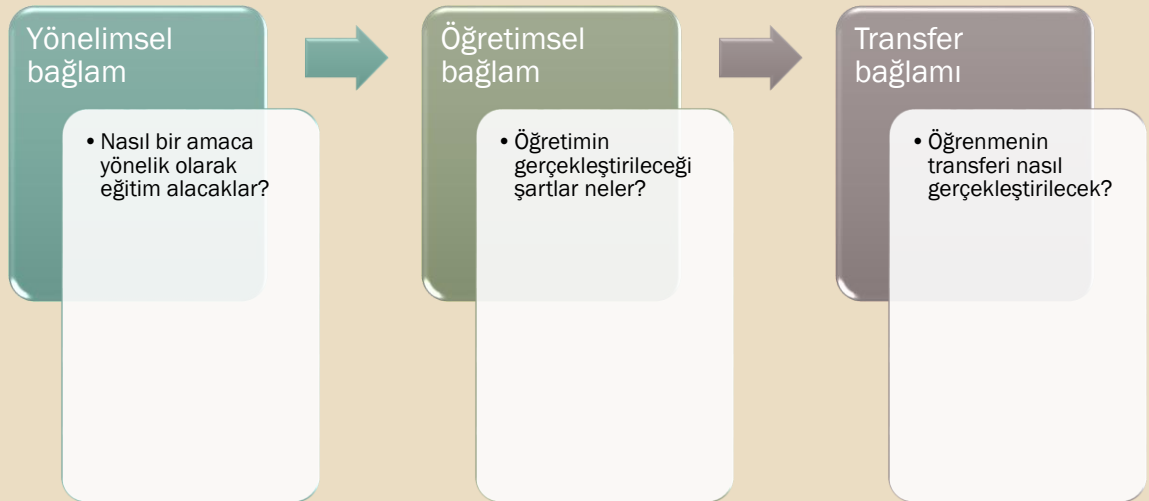 Yönelimsel
bağlam
• Nasıl bir amaca
yönelik olarak
eğitim alacaklar?
Öğretimsel
bağlam
• Öğretimin
gerçekleştirileceği
şartlar neler?
Transfer
bağlamı
• Öğrenmenin
transferi nasıl
gerçekleştirilecek?